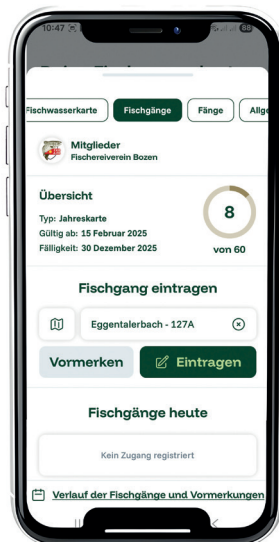 10:47
88
Fischwasserkarte
Fischgänge
Fänge
Mitglieder
Fischereiverein Bozen
Übersicht
Typ: Jahreskarte
Gültig ab: 15 Februar 2025
Fälligkeit: 30 Dezember 2025
8
von 60
Fischgang eintragen
Eggentalerbach - 127A
Vormerken
Eintragen
Fischgänge heute
Kein Zugang registriert
Verlauf der Fischgänge und Vormerkungen